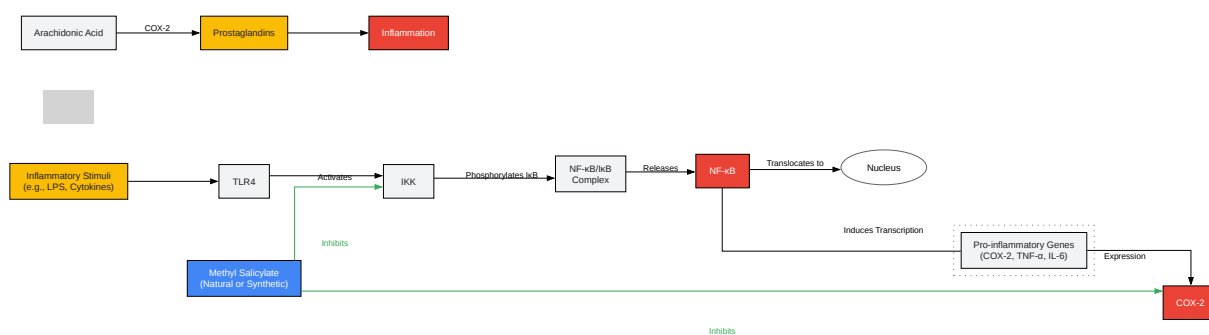 Arachidonic Acid
COX-2
Prostaglandins
Inflammation
Inflammatory Stimuli
(e.g., LPS, Cytokines)
TLR4
Activates
IKK
Phosphorylates IκB
NF-κB/IκB
Complex
Releases
NF-κB
Translocates to
Nucleus
Inhibits
Induces Transcription
Pro-inflammatory Genes
(COX-2, TNF-α, IL-6)
Expression
Methyl Salicylate
(Natural or Synthetic)
COX-2
Inhibits